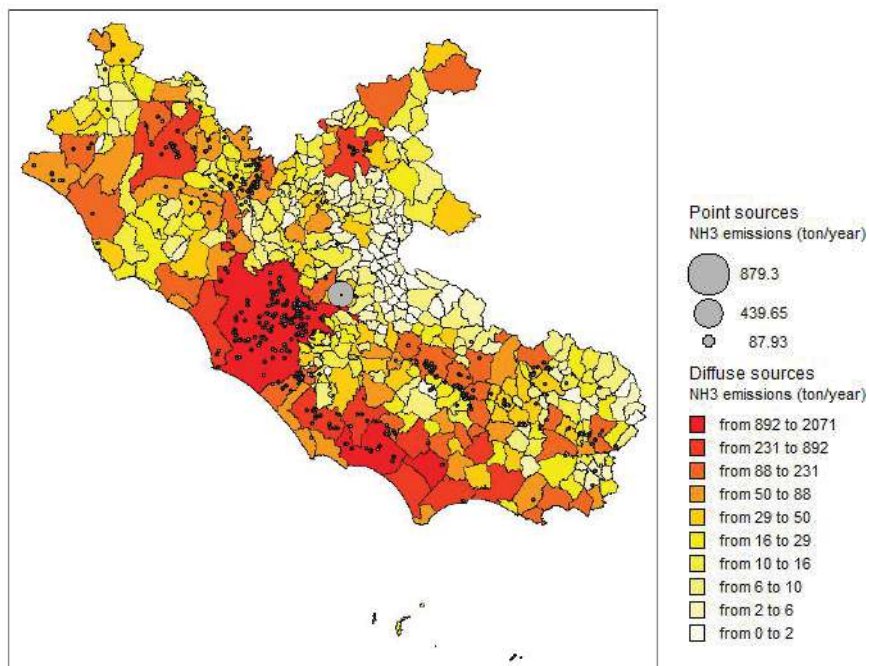 Point sources
NH3 emissions (ton/year)
879.3
439.65
87.93
Diffuse sources
NH3 emissions (ton/year)
from 892 to 2071
from 231 to 892
from 88 to 231
from 50 to 88
from 29 to 50
from 16 to 29
from 10 to 16
from 6 to 10
from 2 to 6
from 0 to 2